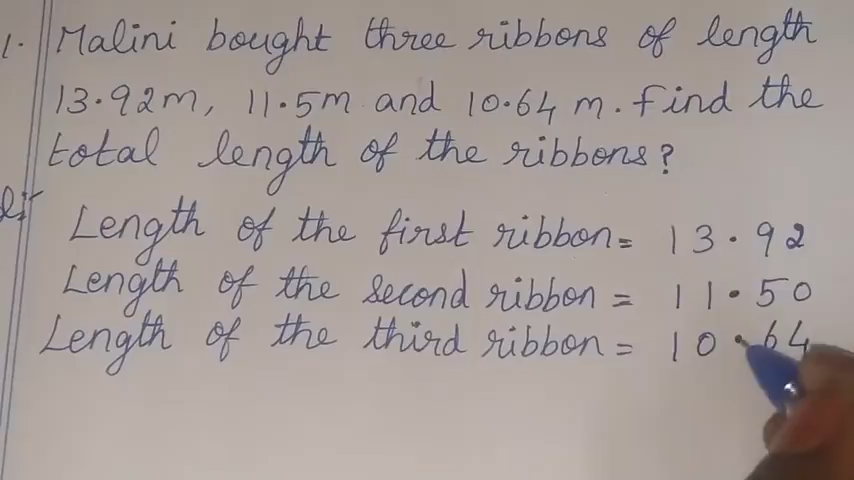 1. Malini bought three ribbons of length
13.92m, 11.5m and 10.64 m. Find the
total length of the ribbons?
Length of the first ribbon = 13.92
Length of the second ribbon = 11.50
Length of the third ribbon = 10.64